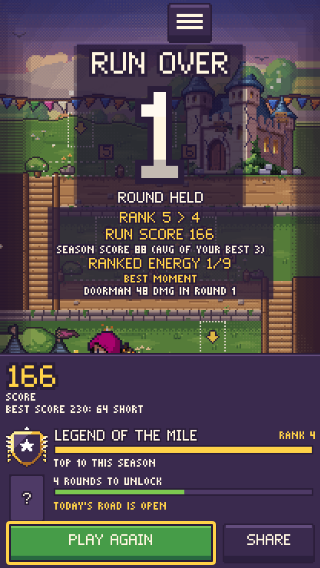 RUN OVER
1
ROUND HELD
RANK 5 > 4
RUN SCORE 166
SEASON SCORE 88 (AVG OF YOUR BEST 3)
RANKED ENERGY 1/9
BEST MOMENT
DOORMAN 48 DMG IN ROUND 1
166
SCORE
BEST SCORE 230: 64 SHORT
LEGEND OF THE MILE
RANK 4
TOP 10 THIS SEASON
?
4 ROUNDS TO UNLOCK
TODAY'S ROAD IS OPEN
PLAY AGAIN
SHARE